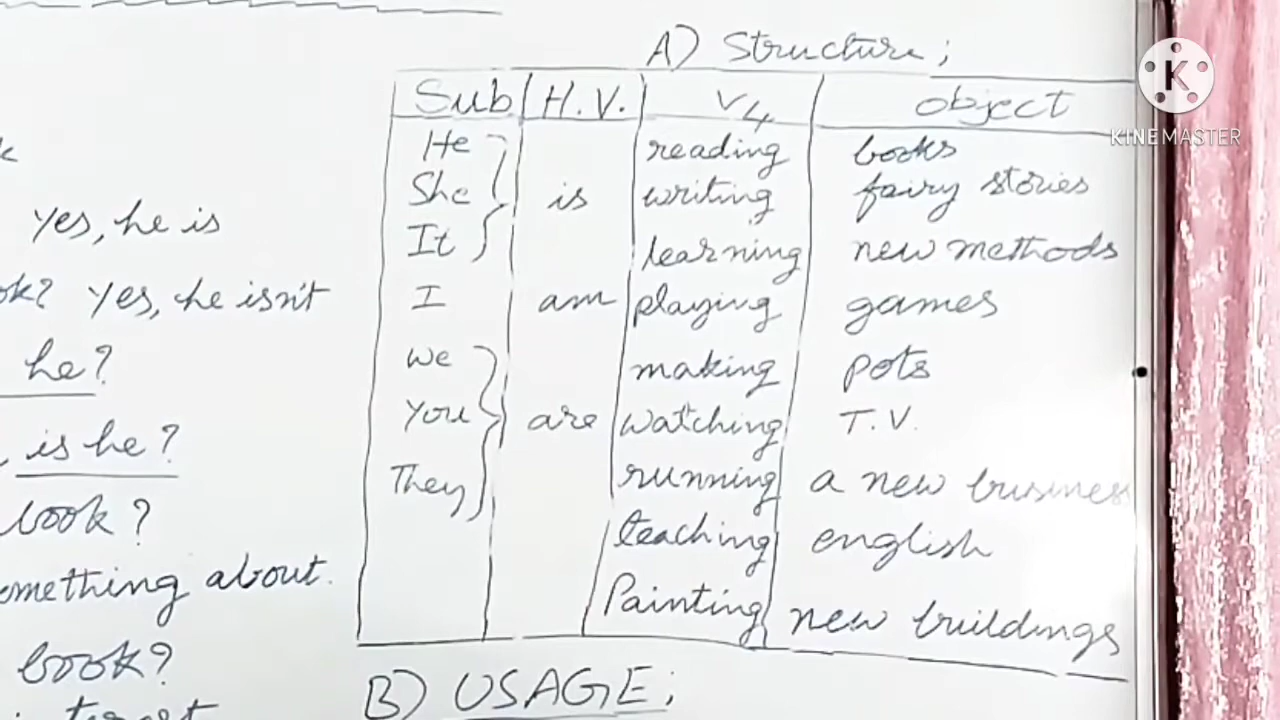 A) Structure;
Sub H.V. V4 object
He reading books
She is writing fairy stories
It learning new methods
I am playing games
We making pots
You are watching T.V.
They running a new business
teaching english
Painting new buildings
B) USAGE;
yes, he is
ok? yes, he isn't
he?
is he?
book?
omething about.
book?
K
KINEMASTER